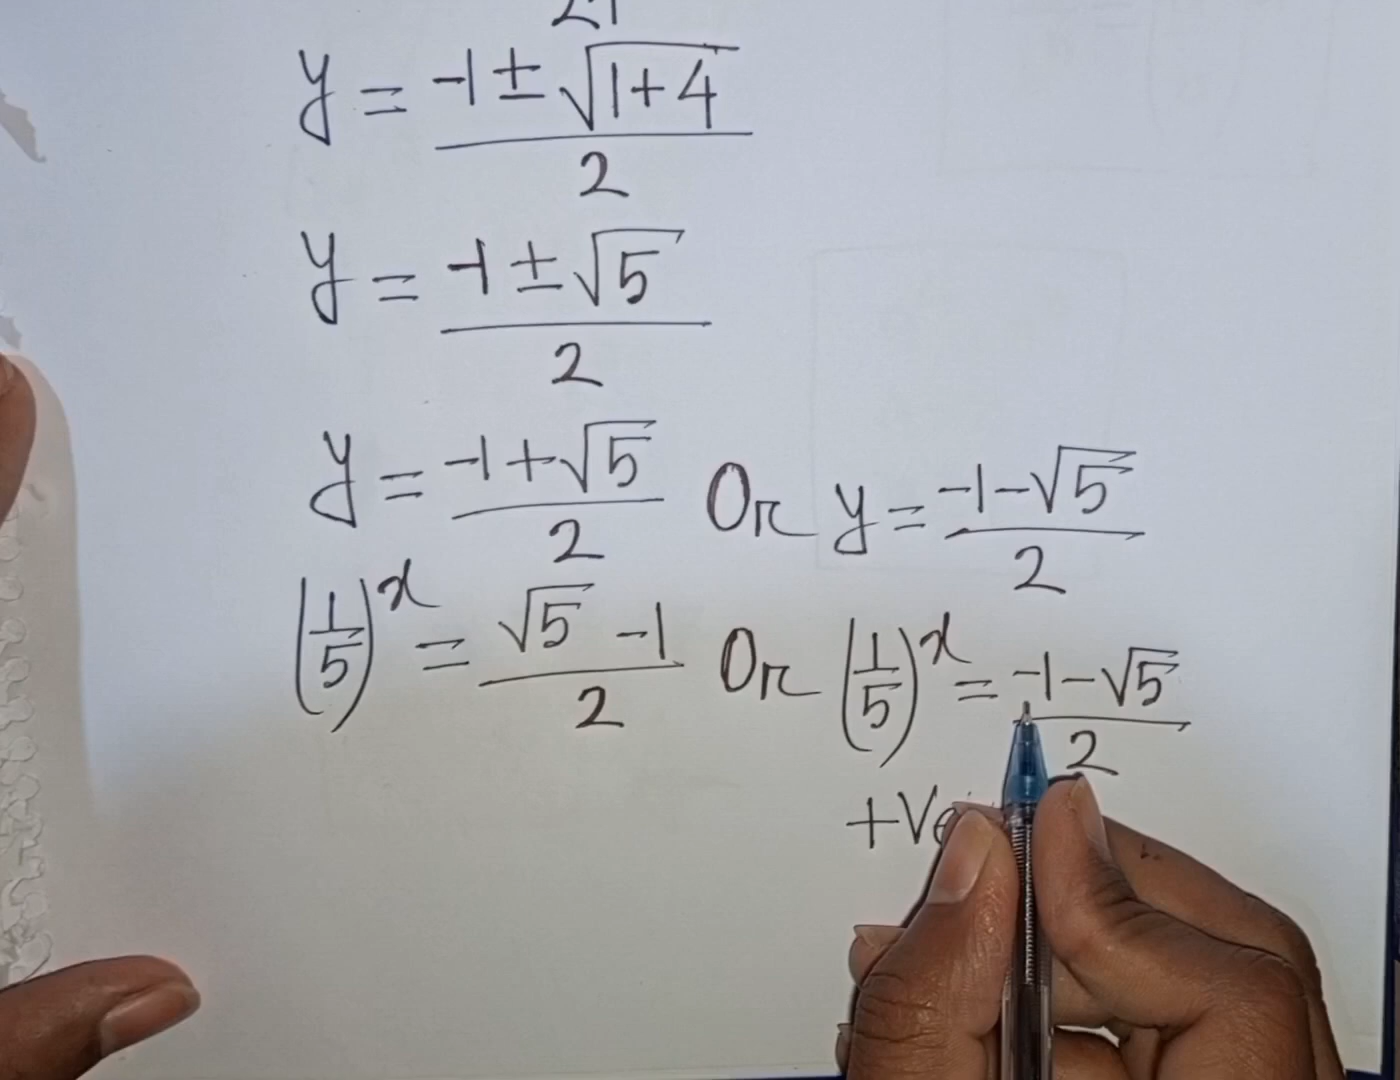 y = (-1 ± √(1+4))/2
y = (-1 ± √5)/2
y = (-1+√5)/2 Or y = (-1-√5)/2
(1/5)^x = (√5 -1)/2 Or (1/5)^x = (-1-√5)/2